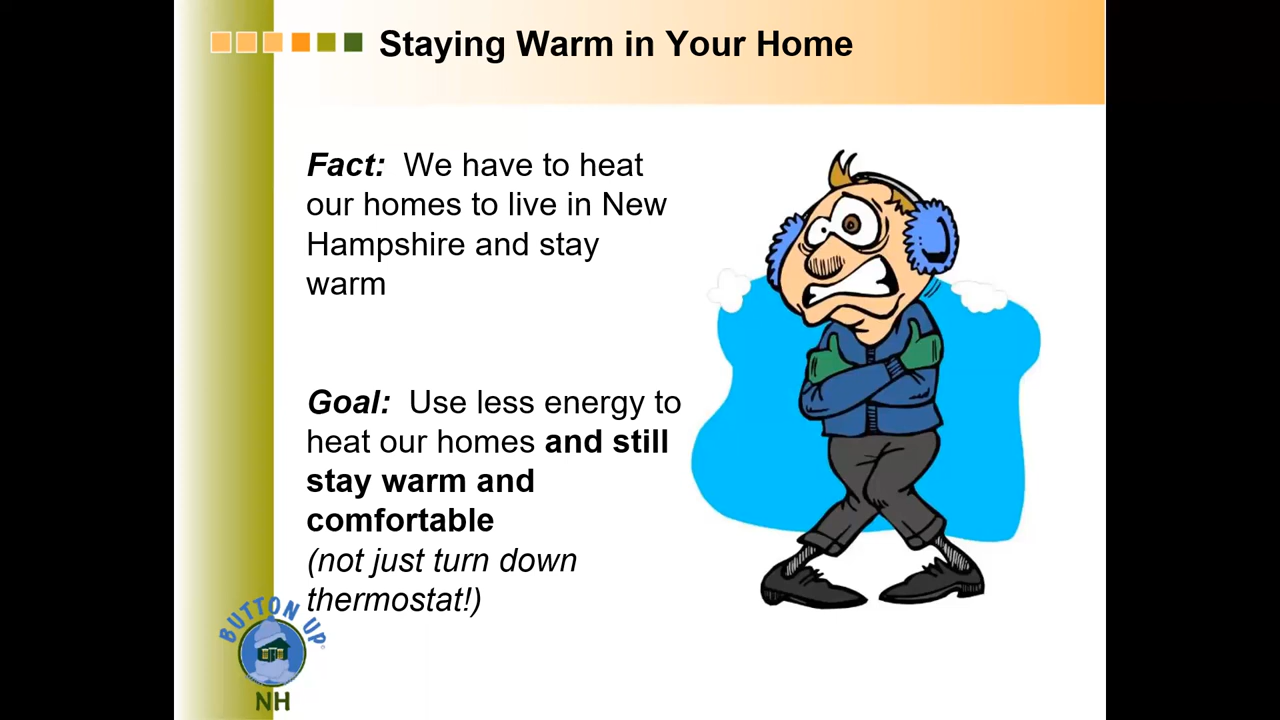 Staying Warm in Your Home
Fact: We have to heat
our homes to live in New
Hampshire and stay
warm
Goal: Use less energy to
heat our homes and still
stay warm and
comfortable
(not just turn down
thermostat!)
BUTTON UP
NH